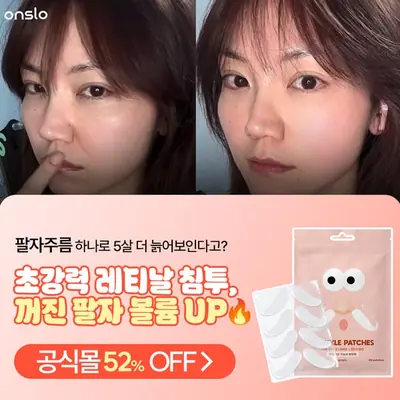 onslo
팔자주름 하나로 5살 더 늙어보인다고?
초강력 레티날 침투,
꺼진 팔자 볼륨 UP🔥
공식몰 52% OFF >
KLE PATCHES